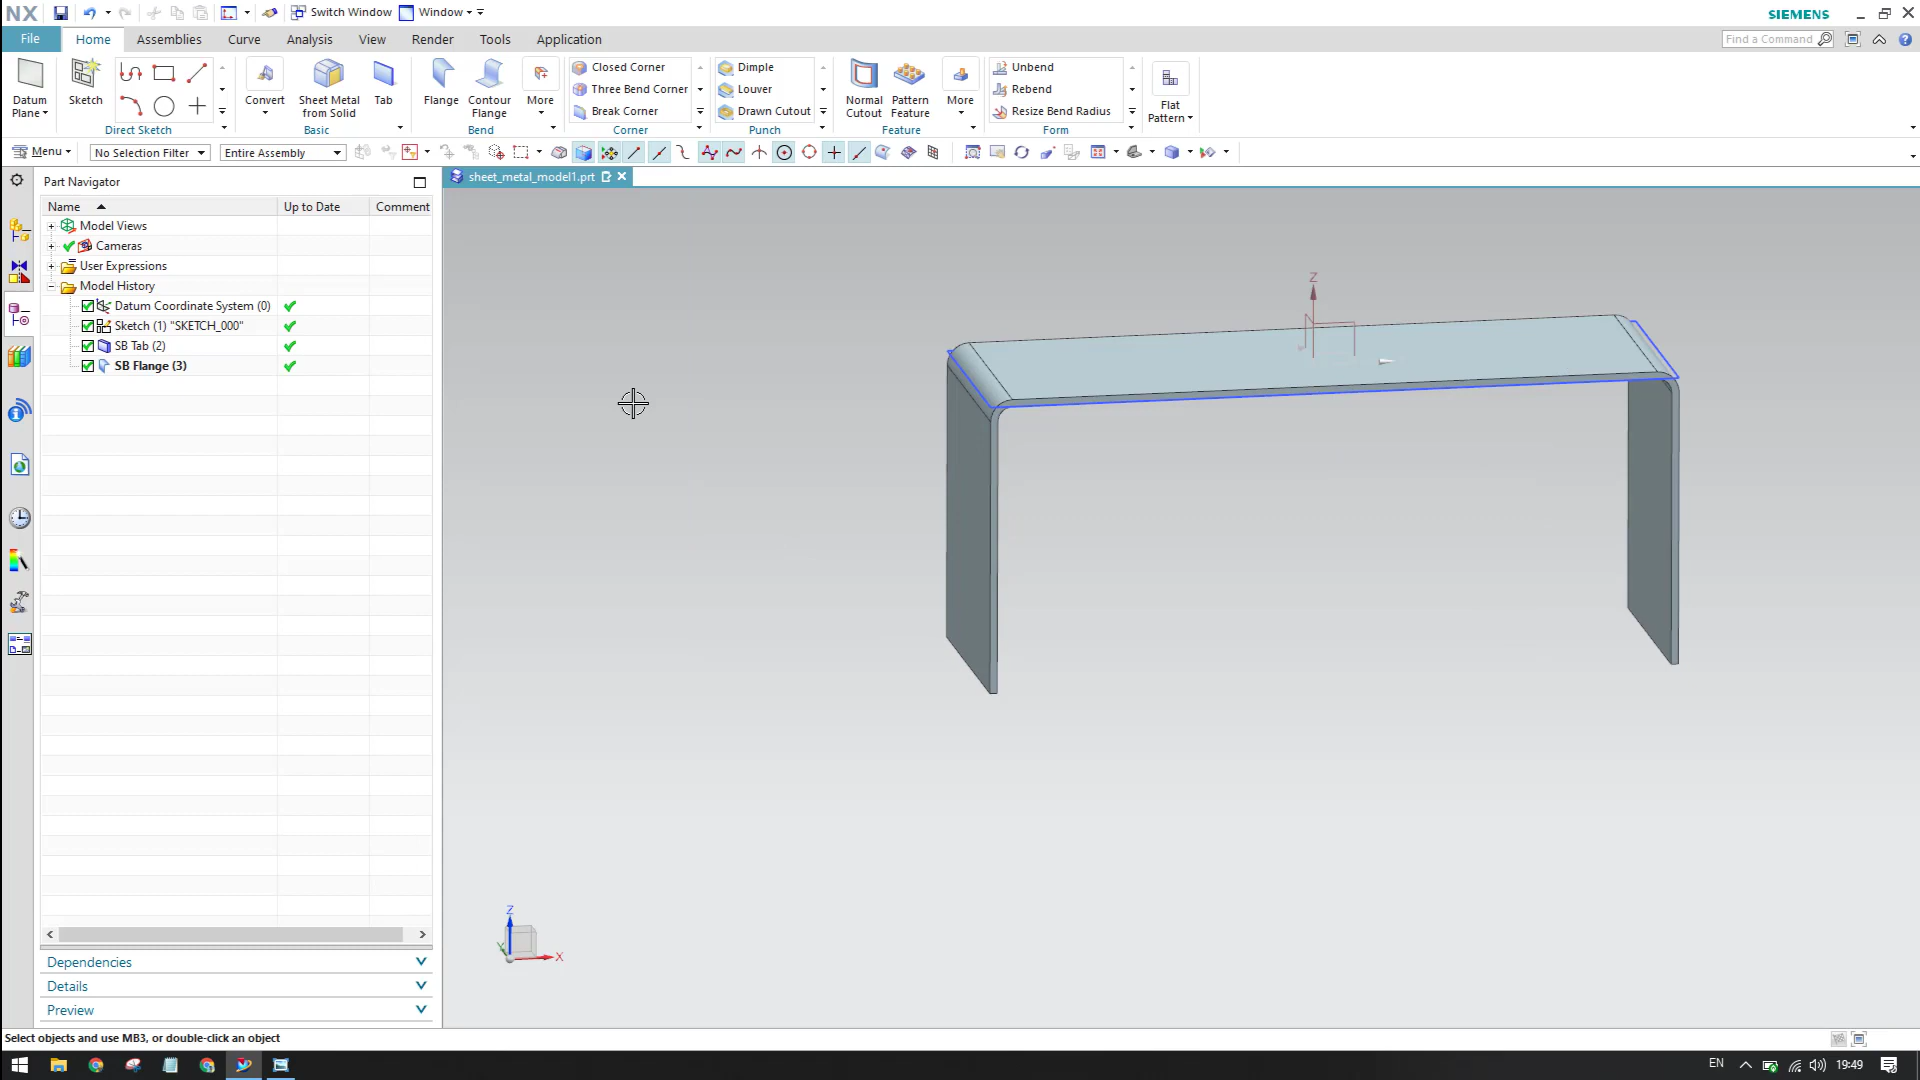 NX Switch Window Window SIEMENS
File Home Assemblies Curve Analysis View Render Tools Application Find a Command
Datum Plane Sketch Direct Sketch
Convert Sheet Metal from Solid Tab Basic
Flange Contour Flange More Bend
Closed Corner
Three Bend Corner
Break Corner
Corner
Dimple
Louver
Drawn Cutout
Punch
Normal Cutout Pattern Feature More Feature
Unbend
Rebend
Resize Bend Radius
Form
Flat Pattern
Menu No Selection Filter Entire Assembly
Part Navigator
sheet_metal_model1.prt
Name Up to Date Comment
Model Views
Cameras
User Expressions
Model History
Datum Coordinate System (0)
Sketch (1) "SKETCH_000"
SB Tab (2)
SB Flange (3)
Z
Z
Y
X
Dependencies
Details
Preview
Select objects and use MB3, or double-click an object
EN 19:49